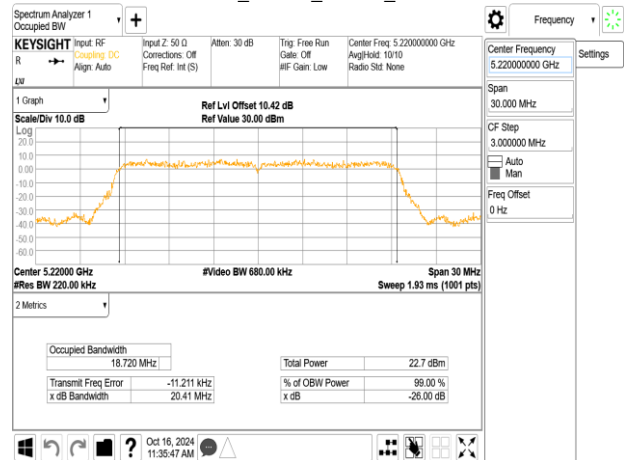 Spectrum Analyzer 1
Occupied BW
KEYSIGHT
R
LXI
Input: RF
Coupling: DC
Align: Auto
Input Z: 50 Ω
Corrections: Off
Freq Ref: Int (S)
Atten: 30 dB
Trig: Free Run
Gate: Off
#IF Gain: Low
Center Freq: 5.220000000 GHz
Avg|Hold: 10/10
Radio Std: None
1 Graph
Scale/Div 10.0 dB
Ref Lvl Offset 10.42 dB
Ref Value 30.00 dBm
Log
20.0
10.0
0.00
-10.0
-20.0
-30.0
-40.0
-50.0
-60.0
Center 5.22000 GHz
#Res BW 220.00 kHz
#Video BW 680.00 kHz
Span 30 MHz
Sweep 1.93 ms (1001 pts)
2 Metrics
Occupied Bandwidth
18.720 MHz
Transmit Freq Error -11.211 kHz
x dB Bandwidth 20.41 MHz
Total Power 22.7 dBm
% of OBW Power 99.00 %
x dB -26.00 dB
?
Oct 16, 2024
11:35:47 AM
Frequency
Settings
Center Frequency
5.220000000 GHz
Span
30.000 MHz
CF Step
3.000000 MHz
Auto
Man
Freq Offset
0 Hz